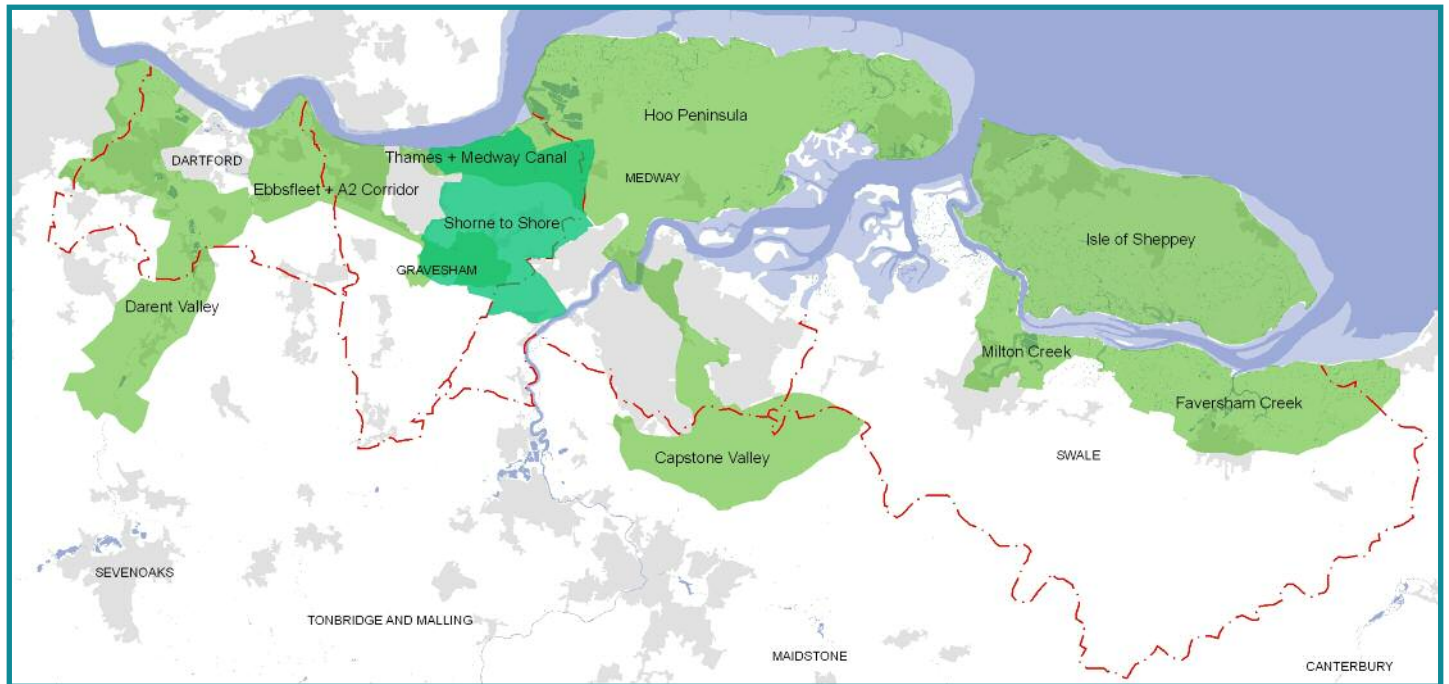 Hoo Peninsula
Thames + Medway Canal
DARTFORD
MEDWAY
Ebbsfleet + A2 Corridor
Shorne to Shore
Isle of Sheppey
GRAVESHAM
Darent Valley
Milton Creek
Faversham Creek
Capstone Valley
SWALE
SEVENOAKS
TONBRIDGE AND MALLING
MAIDSTONE
CANTERBURY